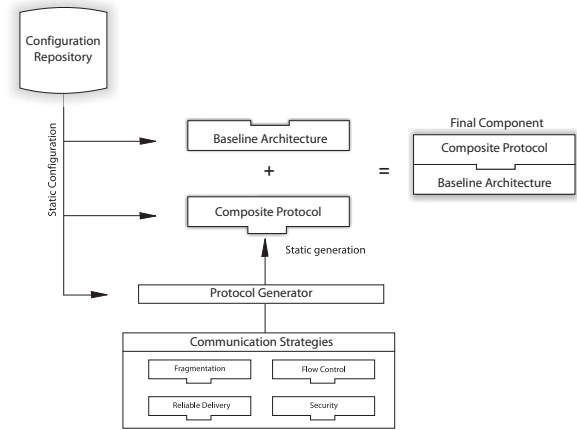 Configuration
Repository
Static Configuration
Baseline Architecture
+
Composite Protocol
=
Final Component
Composite Protocol
Baseline Architecture
Static generation
Protocol Generator
Communication Strategies
Fragmentation
Flow Control
Reliable Delivery
Security